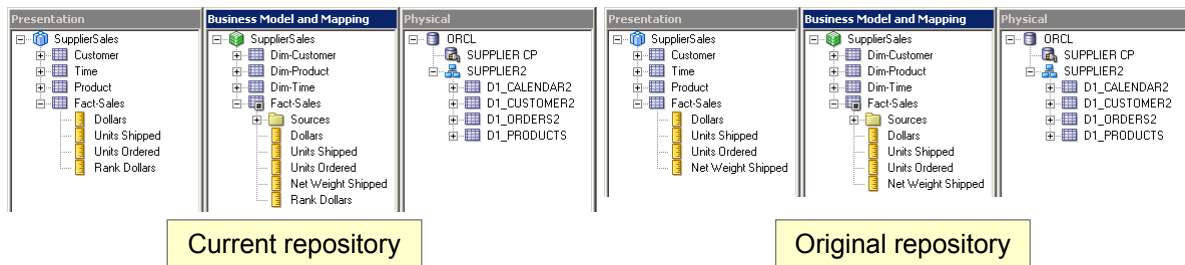 Presentation
SupplierSales
Customer
Time
Product
Fact-Sales
Dollars
Units Shipped
Units Ordered
Rank Dollars
Business Model and Mapping
SupplierSales
Dim-Customer
Dim-Product
Dim-Time
Fact-Sales
Sources
Dollars
Units Shipped
Units Ordered
Net Weight Shipped
Rank Dollars
Physical
ORCL
SUPPLIER CP
SUPPLIER2
D1_CALENDAR2
D1_CUSTOMER2
D1_ORDERS2
D1_PRODUCTS
Current repository
Presentation
SupplierSales
Customer
Time
Product
Fact-Sales
Dollars
Units Shipped
Units Ordered
Net Weight Shipped
Business Model and Mapping
SupplierSales
Dim-Customer
Dim-Product
Dim-Time
Fact-Sales
Sources
Dollars
Units Shipped
Units Ordered
Net Weight Shipped
Physical
ORCL
SUPPLIER CP
SUPPLIER2
D1_CALENDAR2
D1_CUSTOMER2
D1_ORDERS2
D1_PRODUCTS
Original repository